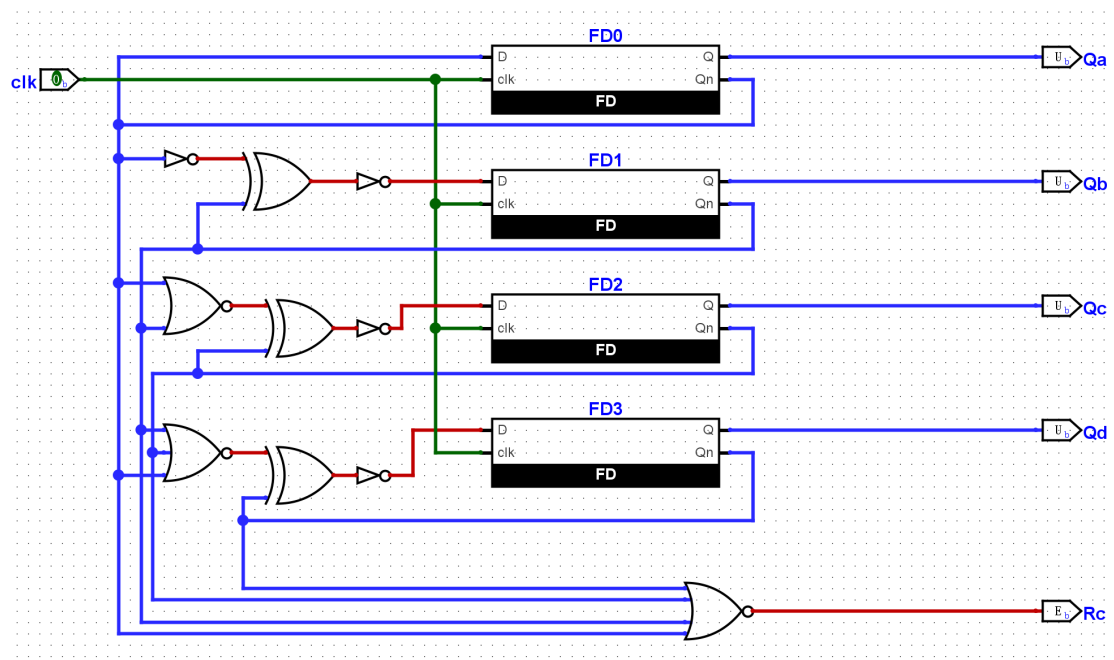 FD0
D Q
clk Qn
FD
clk 0 b
U b Qa
FD1
D Q
clk Qn
FD
U b Qb
FD2
D Q
clk Qn
FD
U b Qc
FD3
D Q
clk Qn
FD
U b Qd
E b Rc